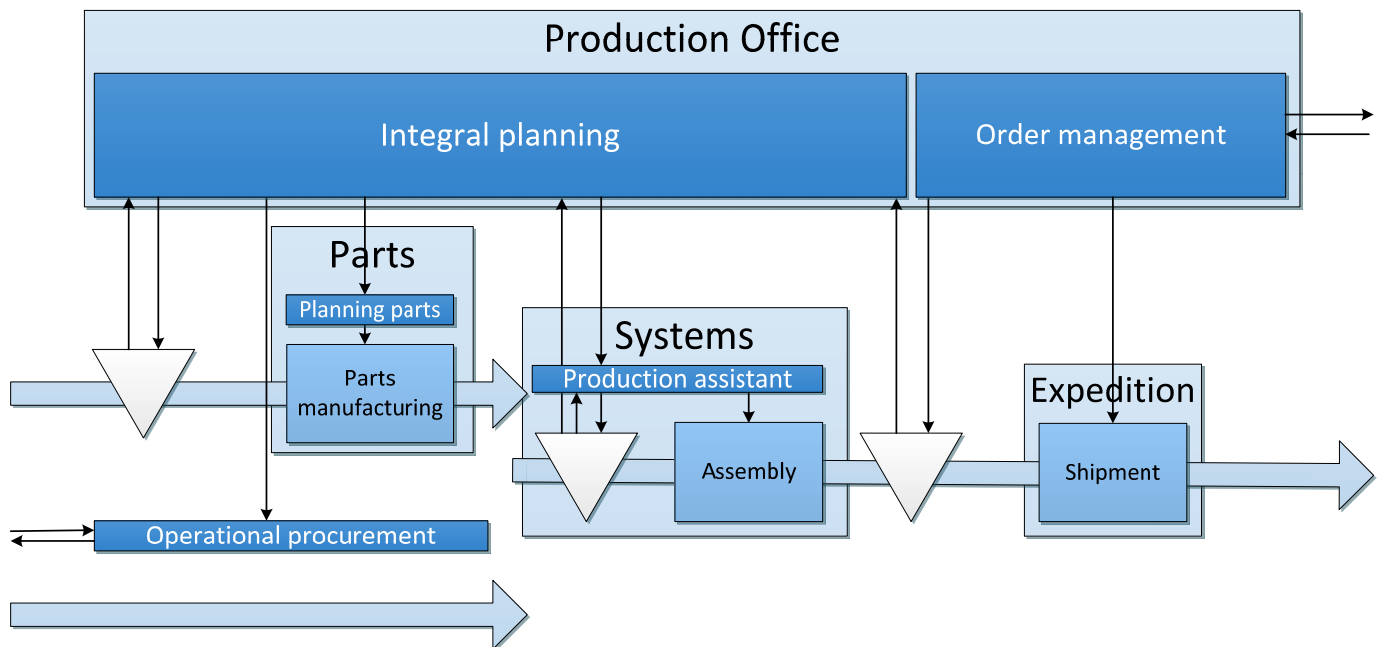 Production Office
Integral planning
Order management
Parts
Planning parts
Parts
manufacturing
Systems
Production assistant
Assembly
Expedition
Shipment
Operational procurement